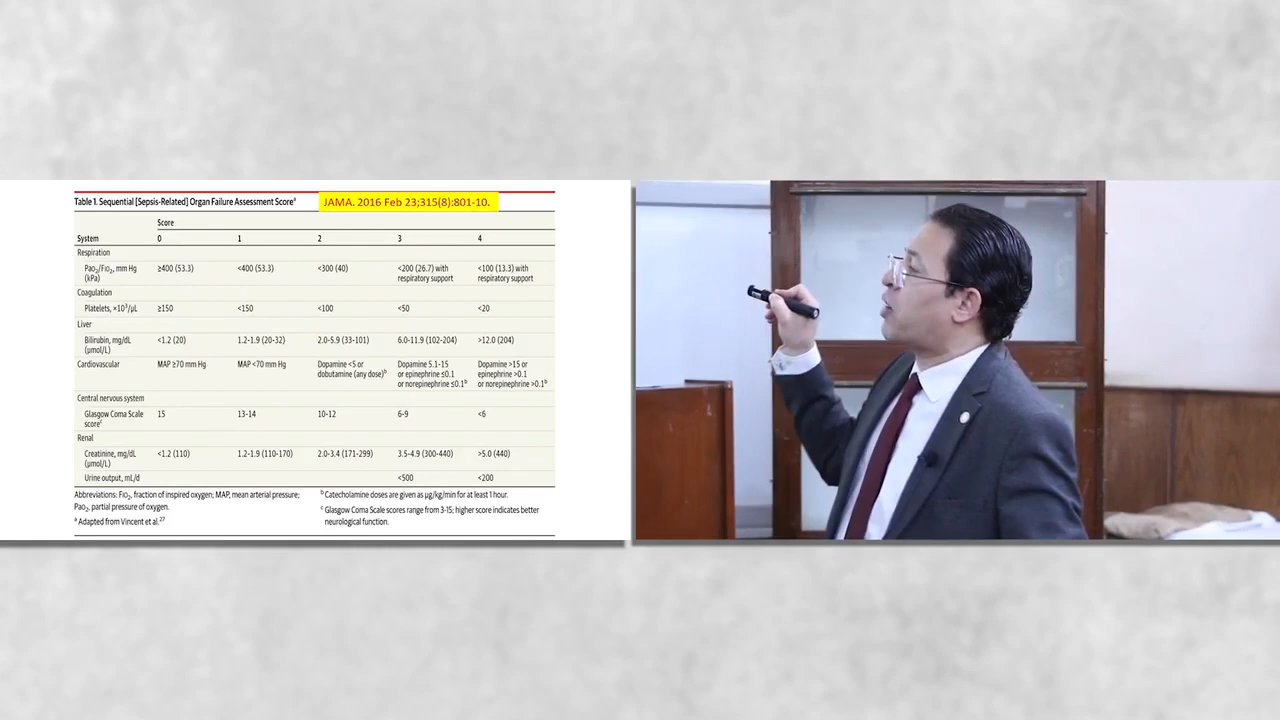 Table 1. Sequential [Sepsis-Related] Organ Failure Assessment Scoreᵃ
JAMA. 2016 Feb 23;315(8):801-10.
Score
System 0 1 2 3 4
Respiration
PaO₂/FIO₂, mm Hg (kPa) ≥400 (53.3) <400 (53.3) <300 (40) <200 (26.7) with respiratory support <100 (13.3) with respiratory support
Coagulation
Platelets, ×10³/μL ≥150 <150 <100 <50 <20
Liver
Bilirubin, mg/dL (μmol/L) <1.2 (20) 1.2-1.9 (20-32) 2.0-5.9 (33-101) 6.0-11.9 (102-204) >12.0 (204)
Cardiovascular MAP ≥70 mm Hg MAP <70 mm Hg Dopamine <5 or dobutamine (any dose)ᵇ Dopamine 5.1-15 or epinephrine ≤0.1 or norepinephrine ≤0.1ᵇ Dopamine >15 or epinephrine >0.1 or norepinephrine >0.1ᵇ
Central nervous system
Glasgow Coma Scale scoreᶜ 15 13-14 10-12 6-9 <6
Renal
Creatinine, mg/dL (μmol/L) <1.2 (110) 1.2-1.9 (110-170) 2.0-3.4 (171-299) 3.5-4.9 (300-440) >5.0 (440)
Urine output, mL/d <500 <200
Abbreviations: FIO₂, fraction of inspired oxygen; MAP, mean arterial pressure;
PaO₂, partial pressure of oxygen.
ᵃ Adapted from Vincent et al.²⁷
ᵇ Catecholamine doses are given as μg/kg/min for at least 1 hour.
ᶜ Glasgow Coma Scale scores range from 3-15; higher score indicates better
neurological function.